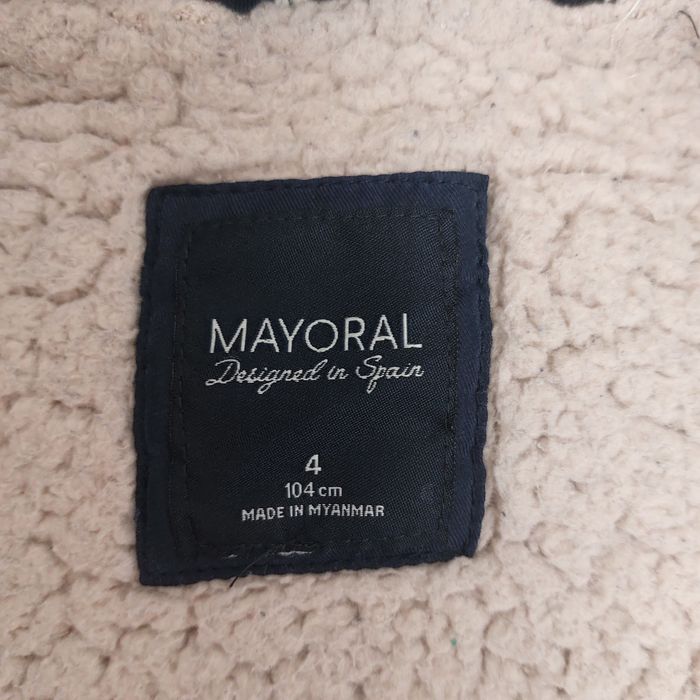 MAYORAL
Designed in Spain
4
104 cm
MADE IN MYANMAR